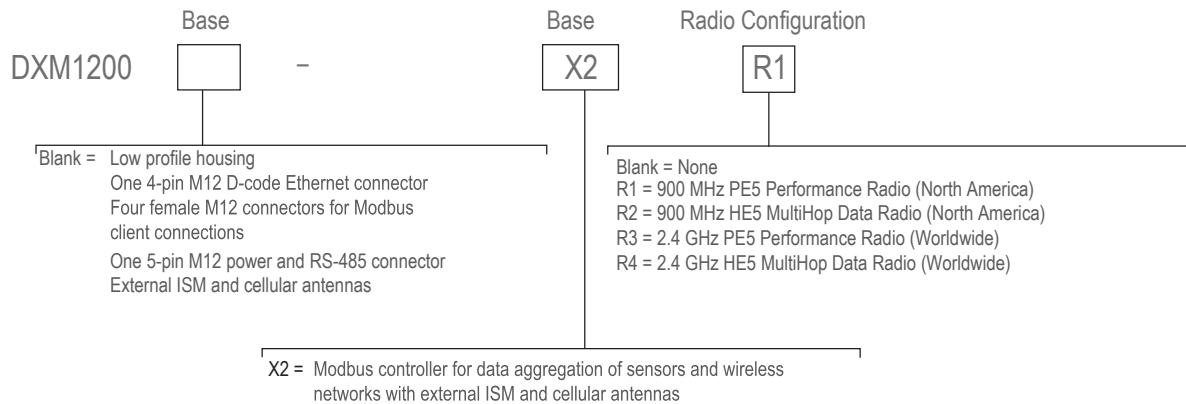 Base Base Radio Configuration
DXM1200 – X2 R1
Blank = Low profile housing
One 4-pin M12 D-code Ethernet connector
Four female M12 connectors for Modbus
client connections
One 5-pin M12 power and RS-485 connector
External ISM and cellular antennas
Blank = None
R1 = 900 MHz PE5 Performance Radio (North America)
R2 = 900 MHz HE5 MultiHop Data Radio (North America)
R3 = 2.4 GHz PE5 Performance Radio (Worldwide)
R4 = 2.4 GHz HE5 MultiHop Data Radio (Worldwide)
X2 = Modbus controller for data aggregation of sensors and wireless
networks with external ISM and cellular antennas